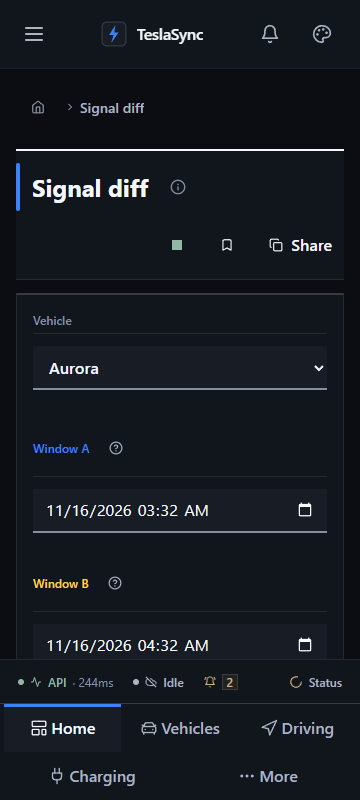 TeslaSync
Signal diff
Signal diff
Share
Vehicle
Aurora
Window A
11/16/2026 03:32 AM
Window B
11/16/2026 04:32 AM
API · 244ms Idle 2 Status
Home Vehicles Driving
Charging More